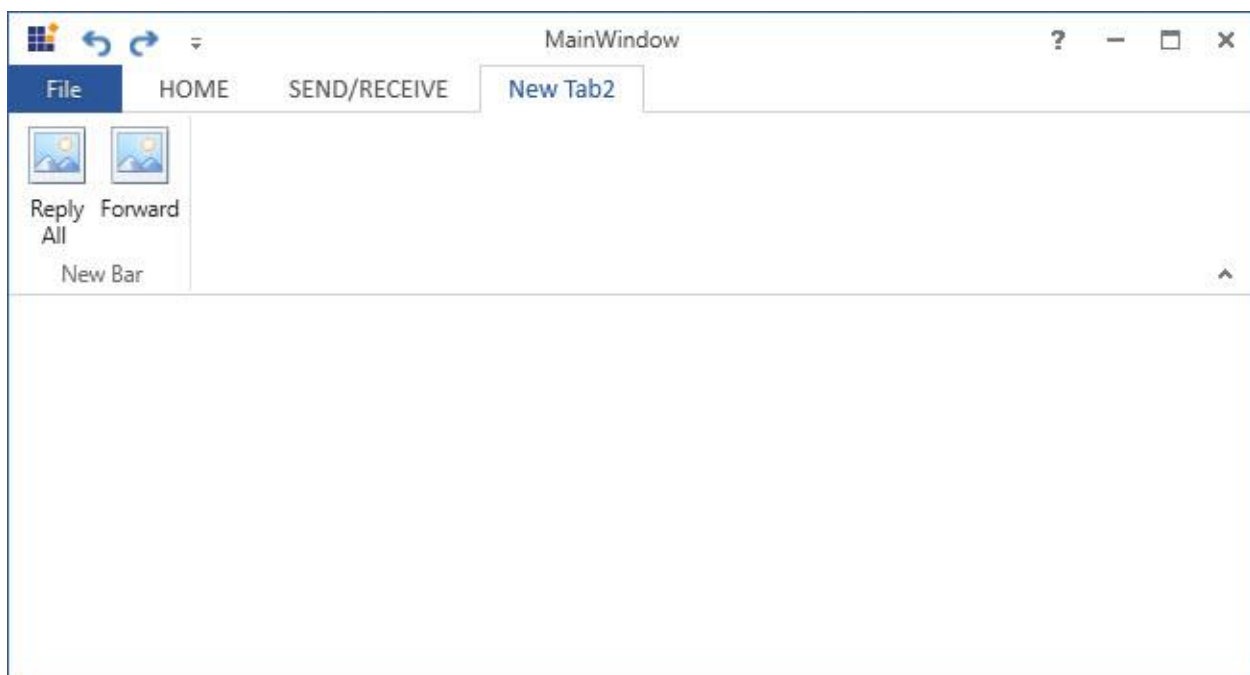 MainWindow
?
File HOME SEND/RECEIVE New Tab2
Reply Forward
All
New Bar